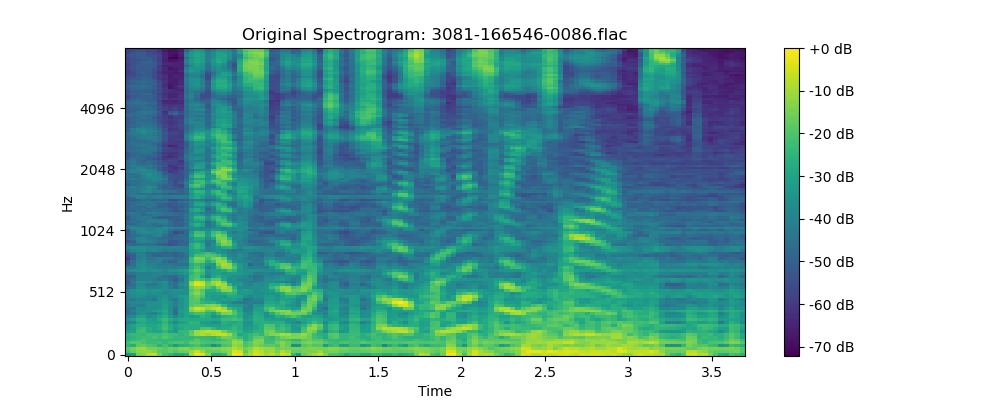 Original Spectrogram: 3081-166546-0086.flac
+0 dB
4096
-10 dB
-20 dB
2048
-30 dB
Hz
1024
-40 dB
-50 dB
512
-60 dB
0
-70 dB
0 0.5 1 1.5 2 2.5 3 3.5
Time